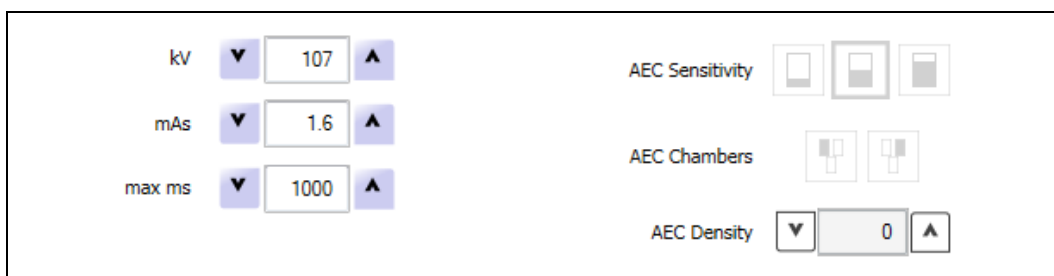 kV 107
mAs 1.6
max ms 1000
AEC Sensitivity
AEC Chambers
AEC Density 0